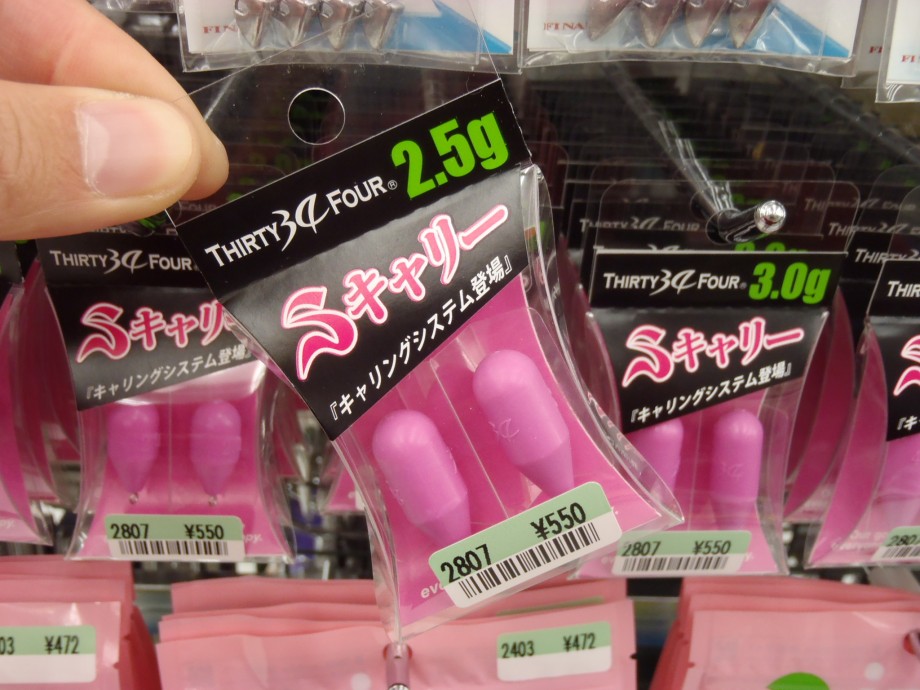 THIRTY 34 FOUR® 2.5g
Sキャリー
『キャリングシステム登場』
2807 ¥550
THIRTY 34 FOUR
Sキャリー
『キャリングシステム登場
2807 ¥550
THIRTY 34 FOUR® 3.0g
Sキャリー
『キャリングシステム登場』
2807 ¥550
THIRTY
¥472
2403 ¥472